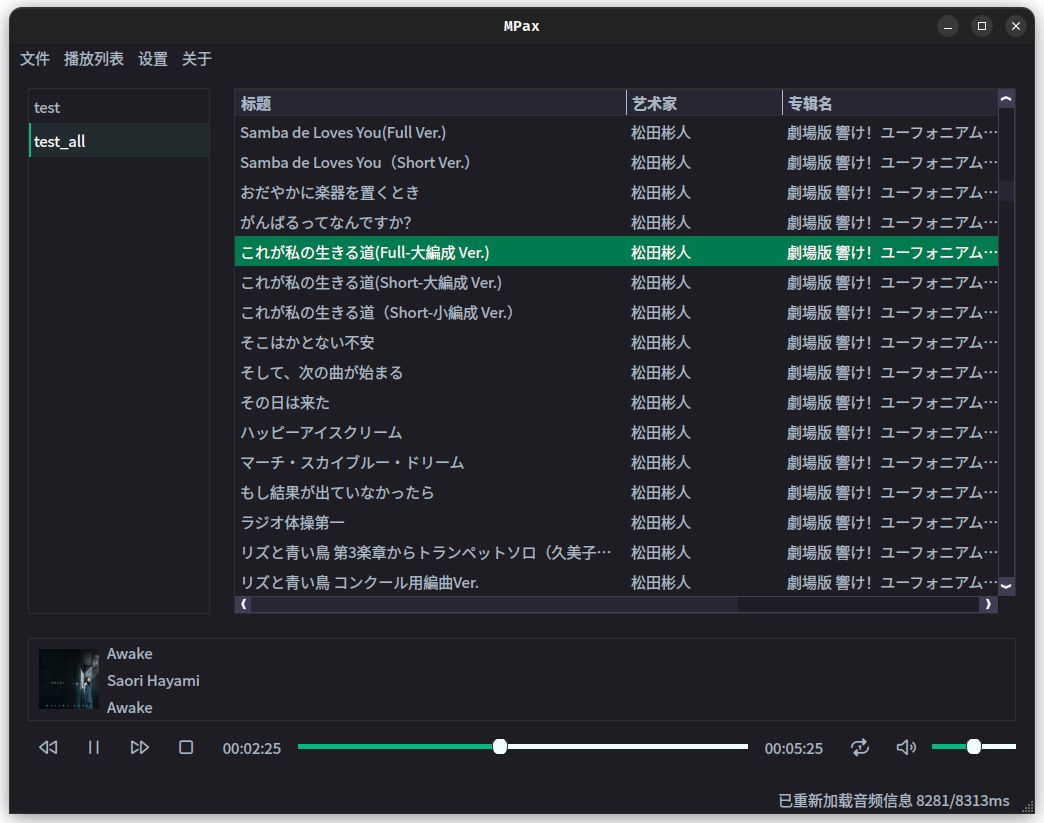 MPax
文件 播放列表 设置 关于
test
test_all
标题 艺术家 专辑名
Samba de Loves You(Full Ver.) 松田彬人 劇場版 響け！ユーフォニアム…
Samba de Loves You（Short Ver.） 松田彬人 劇場版 響け！ユーフォニアム…
おだやかに楽器を置くとき 松田彬人 劇場版 響け！ユーフォニアム…
がんばるってなんですか？ 松田彬人 劇場版 響け！ユーフォニアム…
これが私の生きる道(Full-大編成 Ver.) 松田彬人 劇場版 響け！ユーフォニアム…
これが私の生きる道(Short-大編成 Ver.) 松田彬人 劇場版 響け！ユーフォニアム…
これが私の生きる道（Short-小編成 Ver.） 松田彬人 劇場版 響け！ユーフォニアム…
そこはかとない不安 松田彬人 劇場版 響け！ユーフォニアム…
そして、次の曲が始まる 松田彬人 劇場版 響け！ユーフォニアム…
その日は来た 松田彬人 劇場版 響け！ユーフォニアム…
ハッピーアイスクリーム 松田彬人 劇場版 響け！ユーフォニアム…
マーチ・スカイブルー・ドリーム 松田彬人 劇場版 響け！ユーフォニアム…
もし結果が出ていなかったら 松田彬人 劇場版 響け！ユーフォニアム…
ラジオ体操第一 松田彬人 劇場版 響け！ユーフォニアム…
リズと青い鳥 第3楽章からトランペットソロ（久美子… 松田彬人 劇場版 響け！ユーフォニアム…
リズと青い鳥 コンクール用編曲Ver. 松田彬人 劇場版 響け！ユーフォニアム…
Awake
Saori Hayami
Awake
00:02:25 00:05:25
已重新加载音频信息 8281/8313ms